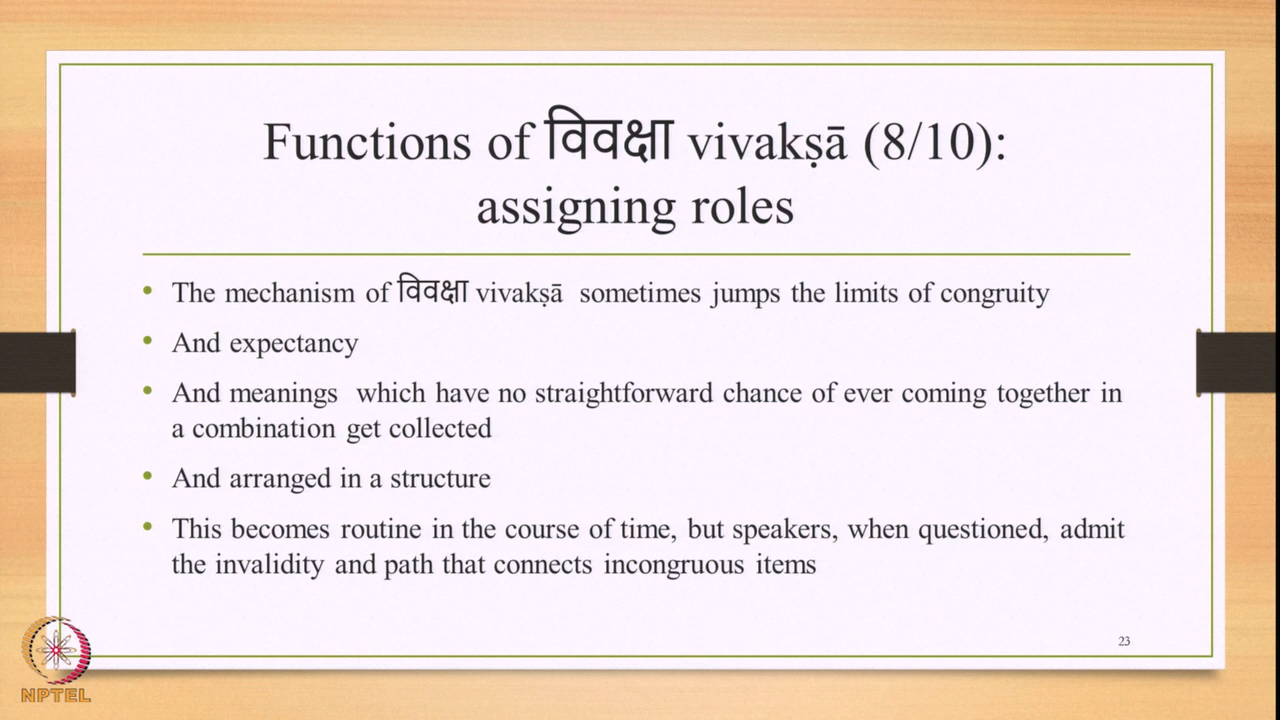 Functions of विवक्षा vivakṣā (8/10):
assigning roles
• The mechanism of विवक्षा vivakṣā sometimes jumps the limits of congruity
• And expectancy
• And meanings which have no straightforward chance of ever coming together in
a combination get collected
• And arranged in a structure
• This becomes routine in the course of time, but speakers, when questioned, admit
the invalidity and path that connects incongruous items
23
NPTEL